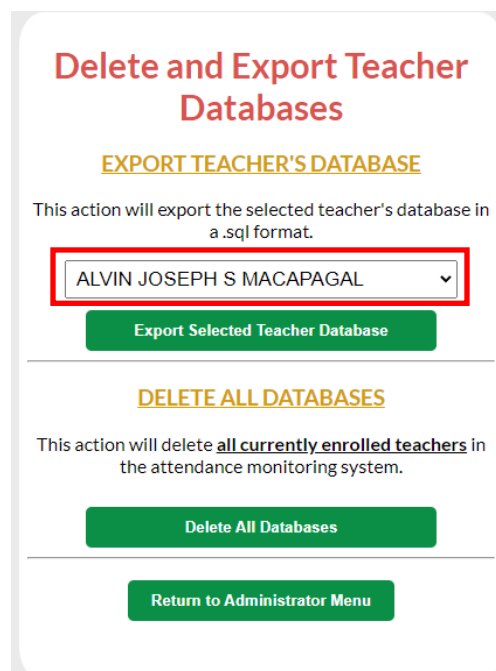 Delete and Export Teacher
Databases
EXPORT TEACHER'S DATABASE
This action will export the selected teacher's database in
a .sql format.
ALVIN JOSEPH S MACAPAGAL
Export Selected Teacher Database
DELETE ALL DATABASES
This action will delete all currently enrolled teachers in
the attendance monitoring system.
Delete All Databases
Return to Administrator Menu